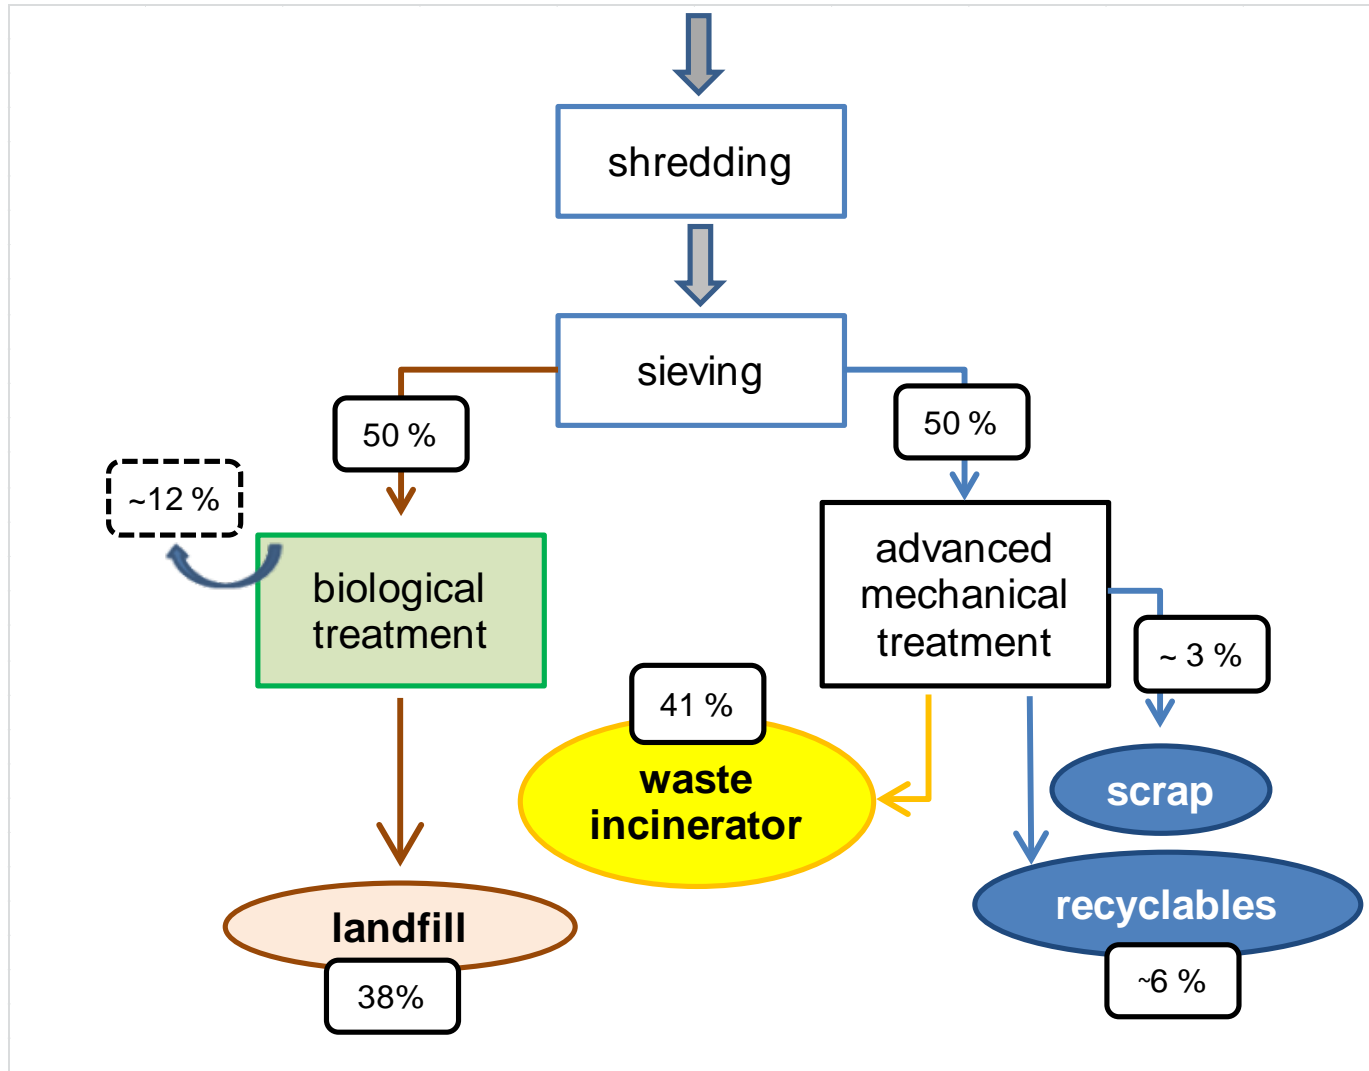 shredding
sieving
50 %
50 %
~12 %
biological
treatment
advanced
mechanical
treatment
~ 3 %
41 %
waste
incinerator
scrap
landfill
38%
recyclables
~6 %